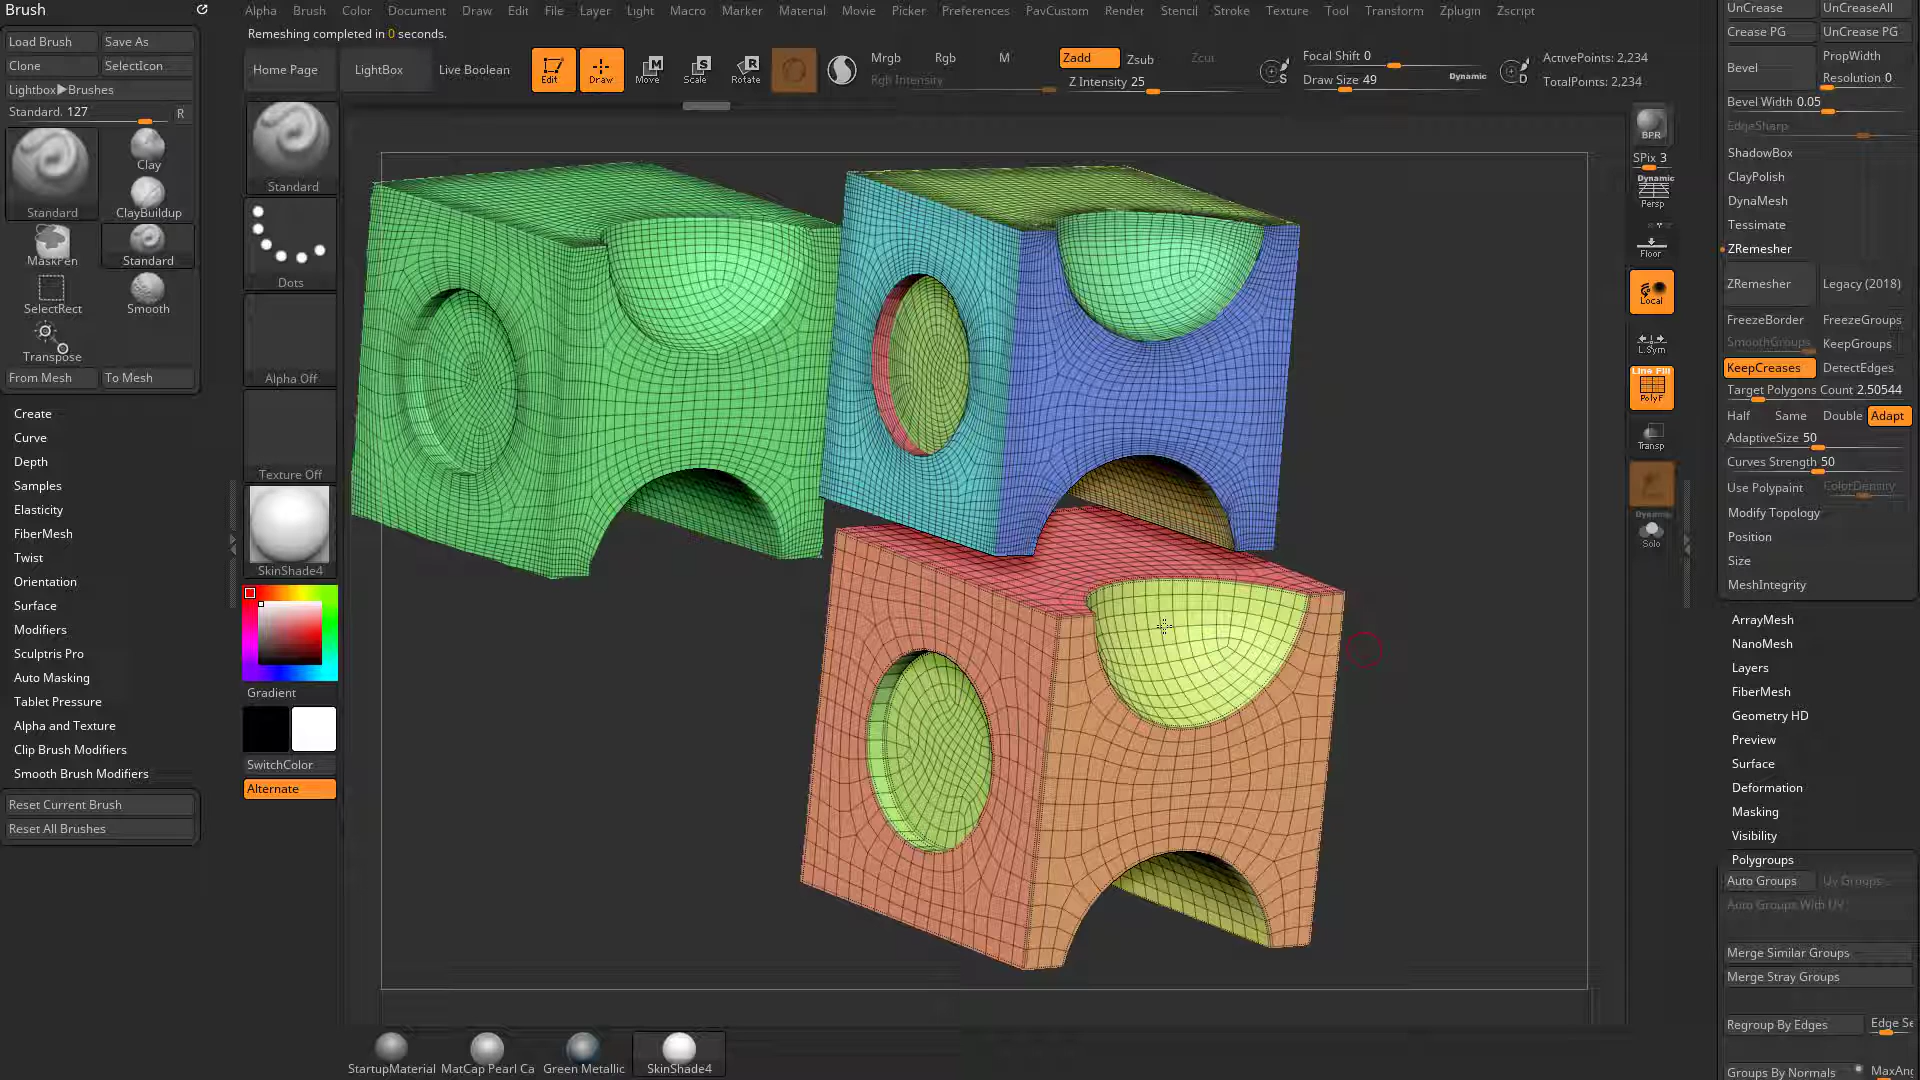 Brush
Alpha Brush Color Document Draw Edit File Layer Light Macro Marker Material Movie Picker Preferences PavCustom Render Stencil Stroke Texture Tool Transform Zplugin Zscript
Remeshing completed in 0 seconds.
Load Brush Save As
Clone SelectIcon
Lightbox▶Brushes
Standard. 127 R
Standard
Clay
ClayBuildup
MaskPen Standard
SelectRect Smooth
Transpose
From Mesh To Mesh
Create
Curve
Depth
Samples
Elasticity
FiberMesh
Twist
Orientation
Surface
Modifiers
Sculptris Pro
Auto Masking
Tablet Pressure
Alpha and Texture
Clip Brush Modifiers
Smooth Brush Modifiers
Reset Current Brush
Reset All Brushes
Home Page LightBox Live Boolean
Edit Draw Move Scale Rotate
Mrgb Rgb M
Rgb Intensity
Zadd Zsub Zcut
Z Intensity 25
Focal Shift 0
Draw Size 49 Dynamic
ActivePoints: 2,234
TotalPoints: 2,234
Standard
Dots
Alpha Off
Texture Off
SkinShade4
Gradient
SwitchColor
Alternate
StartupMaterial MatCap Pearl Ca Green Metallic SkinShade4
BPR
SPix 3
Dynamic
Persp
Floor
Local
L.Sym
Line Fill
PolyF
Transp
Dynamic
Solo
UnCrease UnCreaseAll
Crease PG UnCrease PG
Bevel PropWidth
Resolution 0
Bevel Width 0.05
EdgeSharp
ShadowBox
ClayPolish
DynaMesh
Tessimate
ZRemesher
ZRemesher Legacy (2018)
FreezeBorder FreezeGroups
SmoothGroups KeepGroups
KeepCreases DetectEdges
Target Polygons Count 2.50544
Half Same Double Adapt
AdaptiveSize 50
Curves Strength 50
Use Polypaint ColorDensity
Modify Topology
Position
Size
MeshIntegrity
ArrayMesh
NanoMesh
Layers
FiberMesh
Geometry HD
Preview
Surface
Deformation
Masking
Visibility
Polygroups
Auto Groups Uv Groups
Auto Groups With UV
Merge Similar Groups
Merge Stray Groups
Regroup By Edges Edge Se
Groups By Normals MaxAng